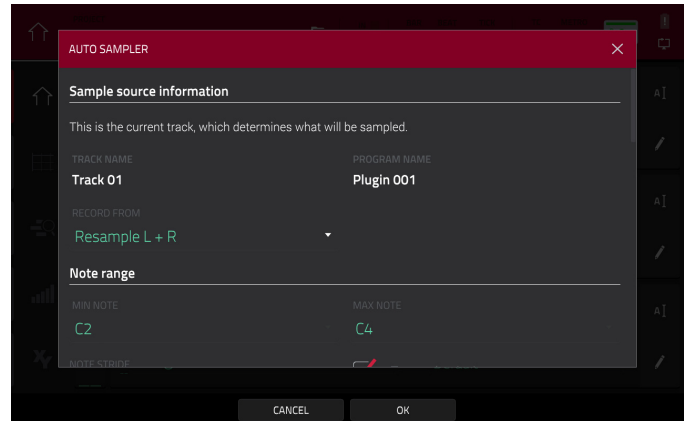 AUTO SAMPLER
Sample source information
This is the current track, which determines what will be sampled.
TRACK NAME
PROGRAM NAME
Track 01
Plugin 001
RECORD FROM
Resample L + R
Note range
MIN NOTE
MAX NOTE
C2
C4
NOTE STRIDE
CANCEL
OK